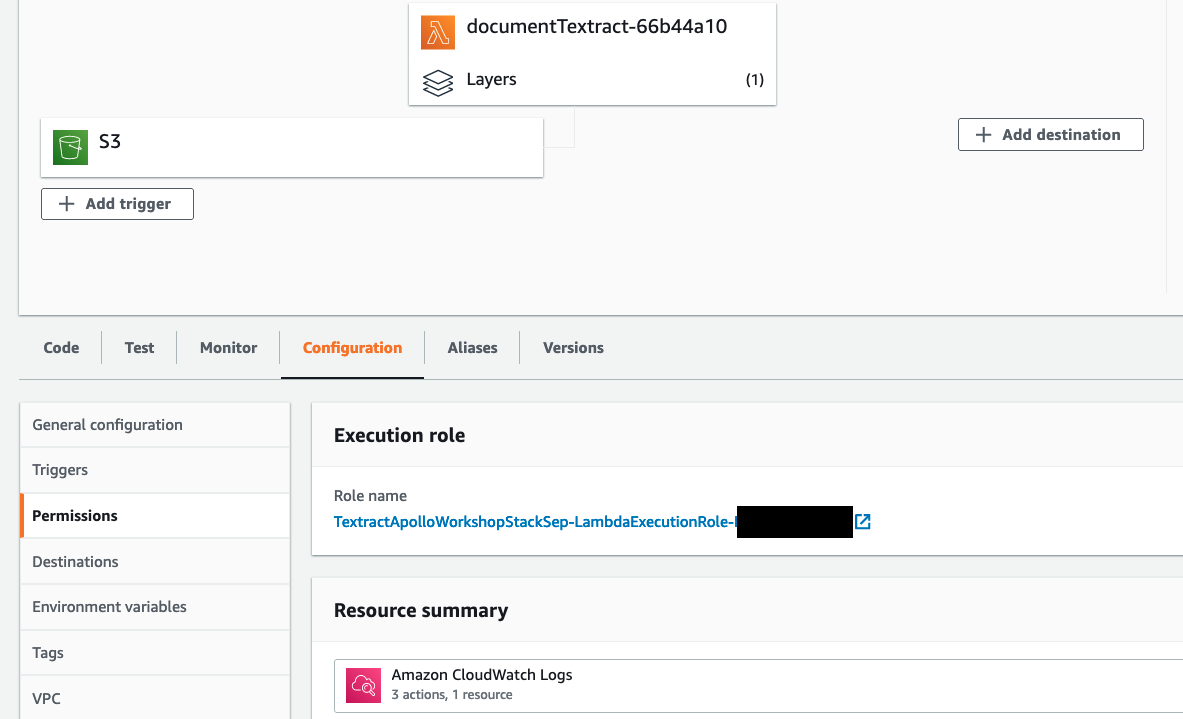 documentTextract-66b44a10
Layers (1)
S3
Add destination
Add trigger
Code Test Monitor Configuration Aliases Versions
General configuration
Triggers
Permissions
Destinations
Environment variables
Tags
VPC
Execution role
Role name
TextractApolloWorkshopStackSep-LambdaExecutionRole-
Resource summary
Amazon CloudWatch Logs
3 actions, 1 resource